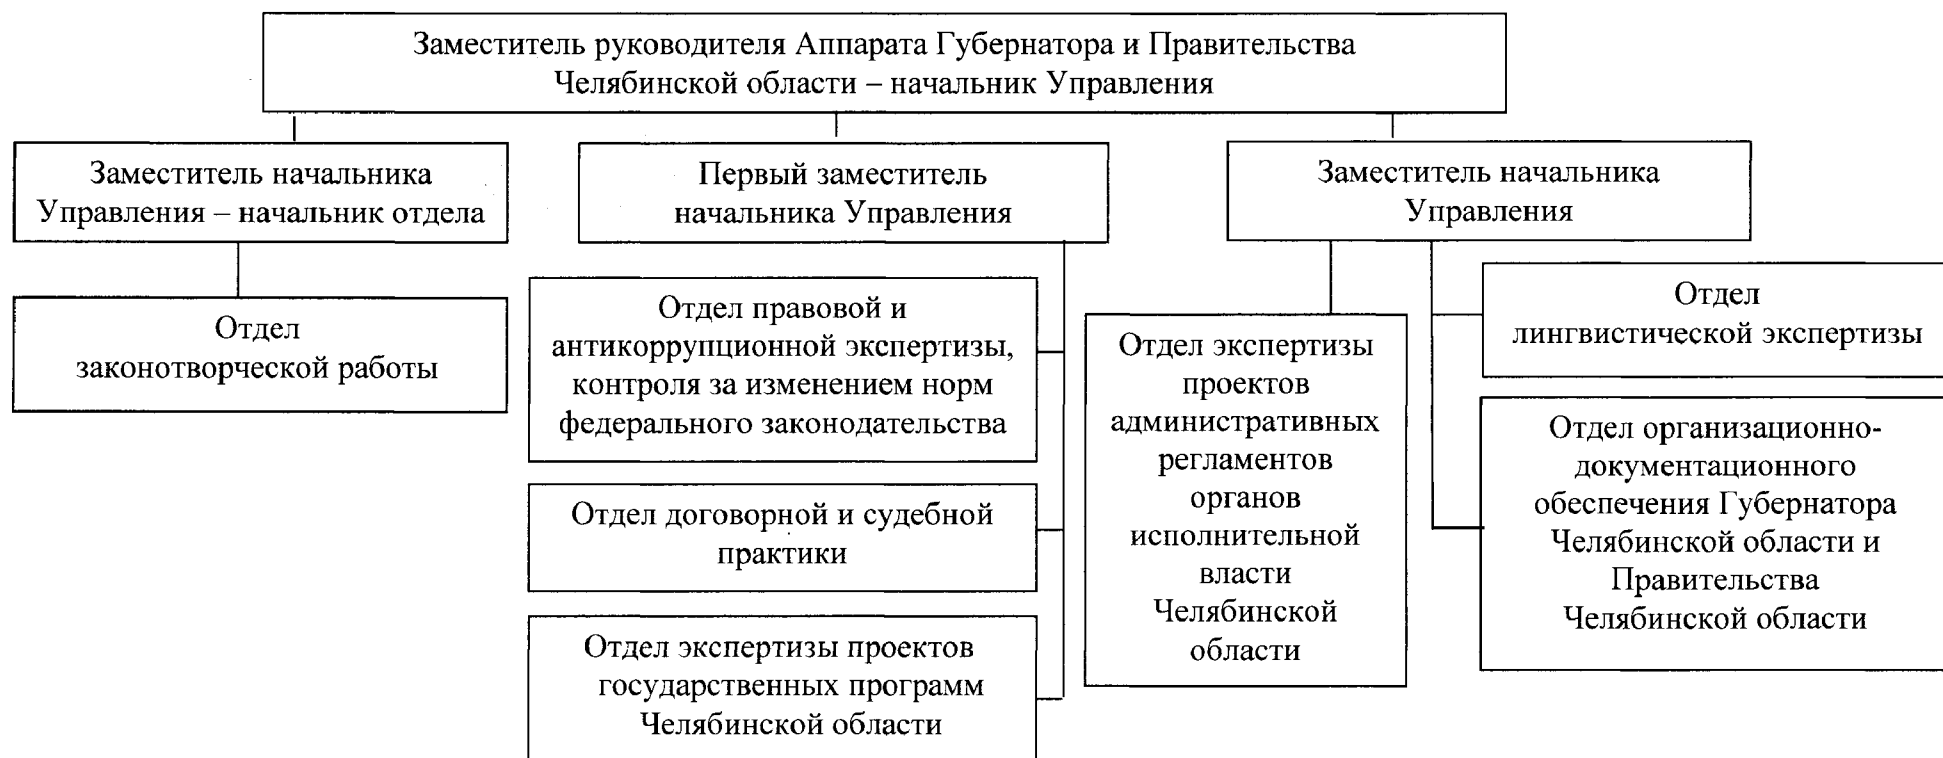 Заместитель руководителя Аппарата Губернатора и Правительства
Челябинской области – начальник Управления
Заместитель начальника
Управления – начальник отдела
Первый заместитель
начальника Управления
Заместитель начальника
Управления
Отдел
законотворческой работы
Отдел правовой и
антикоррупционной экспертизы,
контроля за изменением норм
федерального законодательства
Отдел договорной и судебной
практики
Отдел экспертизы проектов
государственных программ
Челябинской области
Отдел экспертизы
проектов
административных
регламентов
органов
исполнительной
власти
Челябинской
области
Отдел
лингвистической экспертизы
Отдел организационно-
документационного
обеспечения Губернатора
Челябинской области и
Правительства
Челябинской области